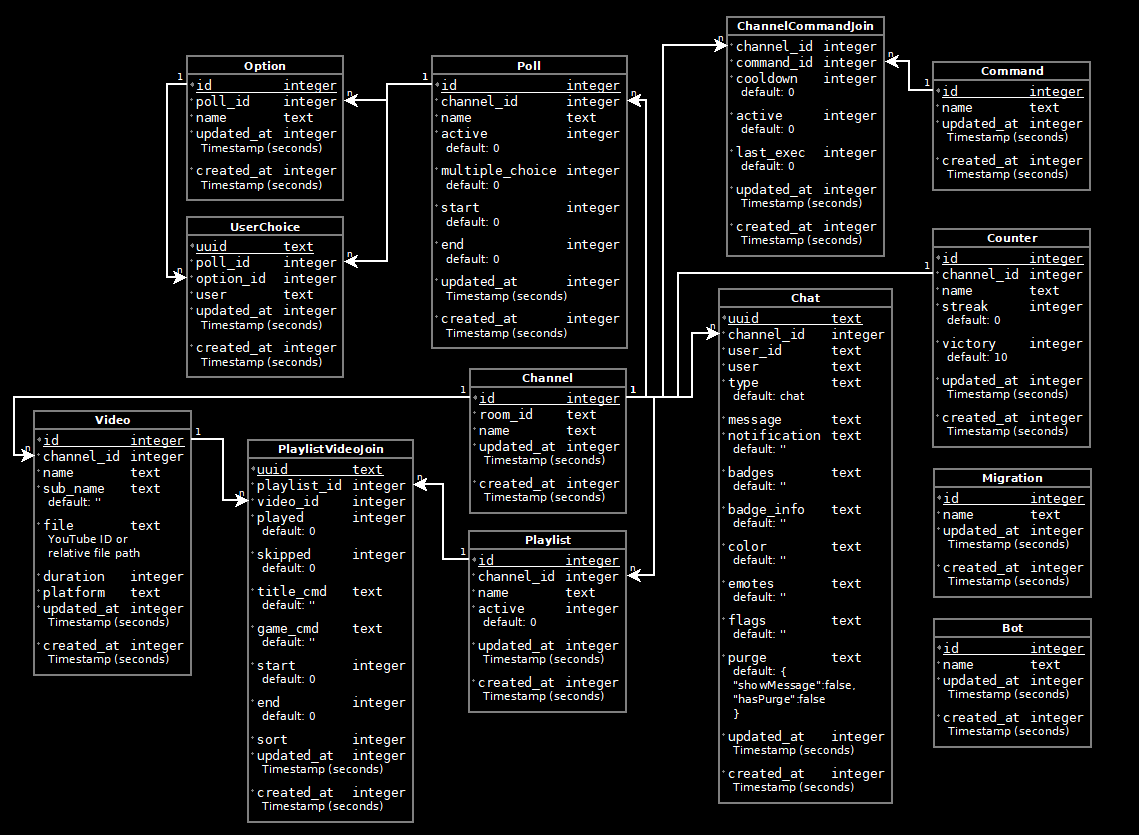 Option
1
id integer
poll_id integer
n
name text
updated_at integer
Timestamp (seconds)
created_at integer
Timestamp (seconds)
UserChoice
uuid text
poll_id integer
n
n
option_id integer
user text
updated_at integer
Timestamp (seconds)
created_at integer
Timestamp (seconds)
Poll
1
id integer
channel_id integer
n
name text
active integer
default: 0
multiple_choice integer
default: 0
start integer
default: 0
end integer
default: 0
updated_at integer
Timestamp (seconds)
created_at integer
Timestamp (seconds)
ChannelCommandJoin
n
channel_id integer
command_id integer
n
cooldown integer
default: 0
active integer
default: 0
last_exec integer
default: 0
updated_at integer
Timestamp (seconds)
created_at integer
Timestamp (seconds)
Command
1
id integer
name text
updated_at integer
Timestamp (seconds)
created_at integer
Timestamp (seconds)
Counter
1
id integer
channel_id integer
name text
streak integer
default: 0
victory integer
default: 10
updated_at integer
Timestamp (seconds)
created_at integer
Timestamp (seconds)
Chat
uuid text
n
channel_id integer
user_id text
user text
type text
default: chat
message text
notification text
default: ''
badges text
default: ''
badge_info text
default: ''
color text
default: ''
emotes text
default: ''
flags text
default: ''
purge text
default: {
"showMessage":false,
"hasPurge":false
}
updated_at integer
Timestamp (seconds)
created_at integer
Timestamp (seconds)
Channel
1
1
id integer
room_id text
name text
updated_at integer
Timestamp (seconds)
created_at integer
Timestamp (seconds)
Video
1
id integer
n
channel_id integer
name text
sub_name text
default: ''
file text
YouTube ID or
relative file path
duration integer
platform text
updated_at integer
Timestamp (seconds)
created_at integer
Timestamp (seconds)
PlaylistVideoJoin
uuid text
playlist_id integer
n
n
video_id integer
played integer
default: 0
skipped integer
default: 0
title_cmd text
default: ''
game_cmd text
default: ''
start integer
default: 0
end integer
default: 0
sort integer
updated_at integer
Timestamp (seconds)
created_at integer
Timestamp (seconds)
Playlist
1
id integer
channel_id integer
n
name text
active integer
default: 0
updated_at integer
Timestamp (seconds)
created_at integer
Timestamp (seconds)
Migration
id integer
name text
updated_at integer
Timestamp (seconds)
created_at integer
Timestamp (seconds)
Bot
id integer
name text
updated_at integer
Timestamp (seconds)
created_at integer
Timestamp (seconds)